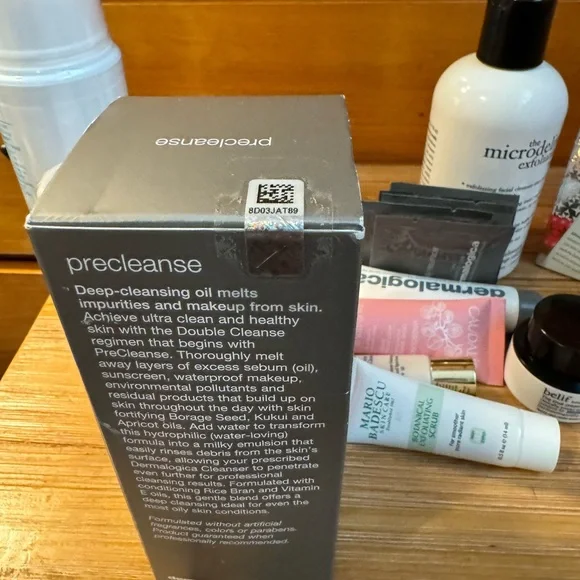 precleanse
8D03JAT89
precleanse
Deep-cleansing oil melts
impurities and makeup from skin.
Achieve ultra clean and healthy
skin with the Double Cleanse
regimen that begins with
PreCleanse. Thoroughly melt
away layers of excess sebum (oil),
sunscreen, waterproof makeup,
environmental pollutants and
residual products that build up on
skin throughout the day with skin
fortifying Borage Seed, Kukui and
Apricot oils. Add water to transform
this hydrophilic (water-loving)
formula into a milky emulsion that
easily rinses debris from the skin's
surface, allowing your prescribed
Dermalogica Cleanser to penetrate
even further for professional
cleansing results. Formulated with
conditioning Rice Bran and Vitamin
E oils, this gentle blend offers a
deep cleansing ideal for even the
most oily skin conditions.
Formulated without artificial
fragrances, colors or parabens.
Product guaranteed when
professionally recommended.
the
microdel
exfoli
dermalogica
MARIO
BADESCU
SKIN CARE
BOTANICAL
EXFOLIATING
SCRUB
belif